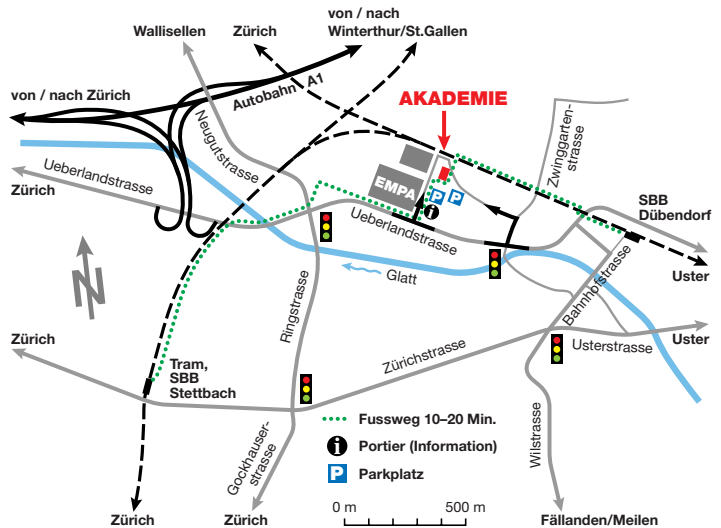 von / nach
Wallisellen
Zürich
Winterthur/St.Gallen
Autobahn A1
von / nach Zürich
AKADEMIE
Neugutstrasse
Zwinggarten-
strasse
Ueberlandstrasse
Zürich
EMPA
P P
i
Ueberlandstrasse
SBB
Dübendorf
Uster
Glatt
N
Ringstrasse
Bahnhofstrasse
Zürich
Zürichstrasse
Usterstrasse
Uster
Tram,
SBB
Stettbach
Gockhauser-
strasse
Fussweg 10–20 Min.
i Portier (Information)
P Parkplatz
Wilstrasse
0 m 500 m
Zürich
Zürich
Fällanden/Meilen